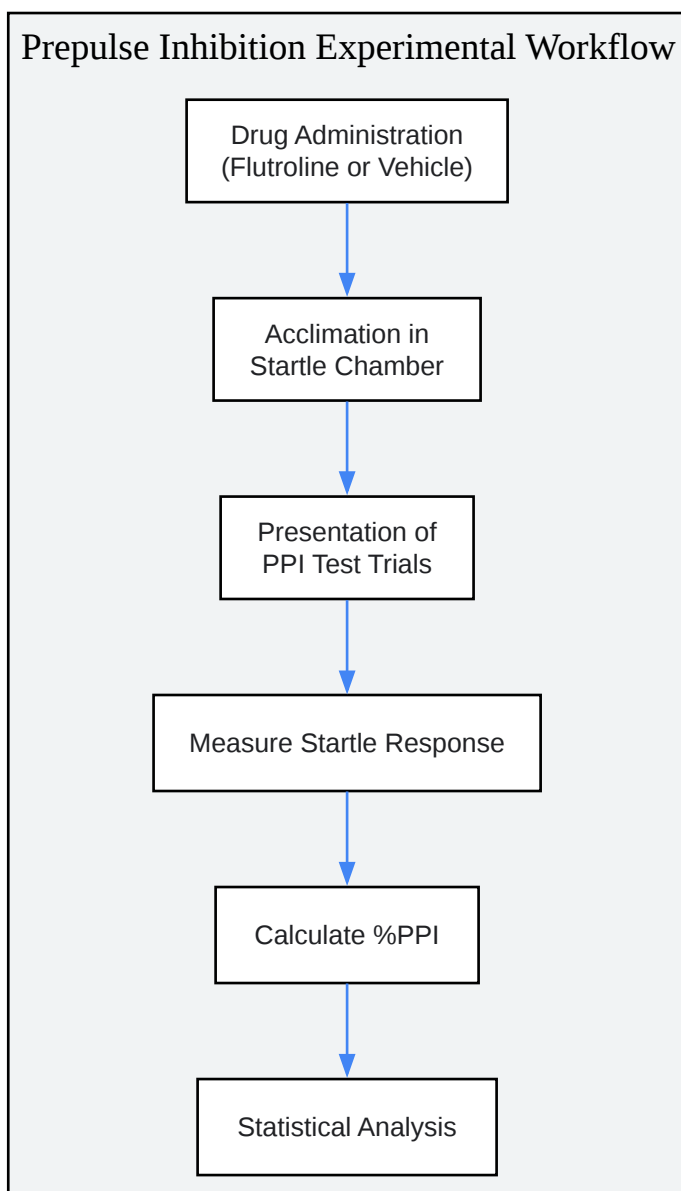 Prepulse Inhibition Experimental Workflow
Drug Administration
(Flutroline or Vehicle)
Acclimation in
Startle Chamber
Presentation of
PPI Test Trials
Measure Startle Response
Calculate %PPI
Statistical Analysis